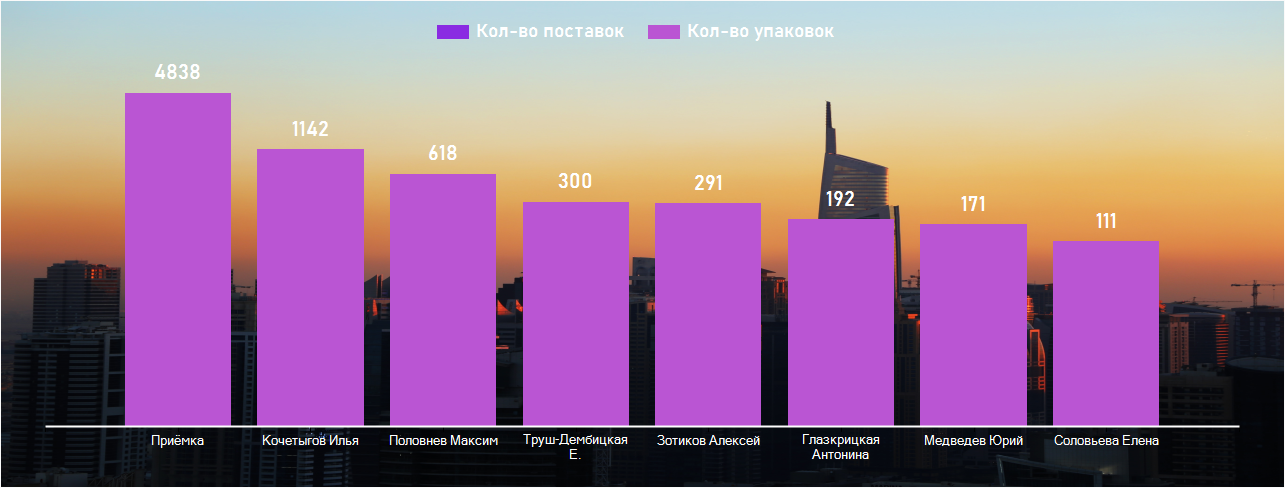 Кол-во поставок Кол-во упаковок
4838
1142
618
300
291
192
171
111
Приёмка
Кочетыгов Илья
Половнев Максим
Труш-Дембицкая
Е.
Зотиков Алексей
Глазкрицкая
Антонина
Медведев Юрий
Соловьева Елена